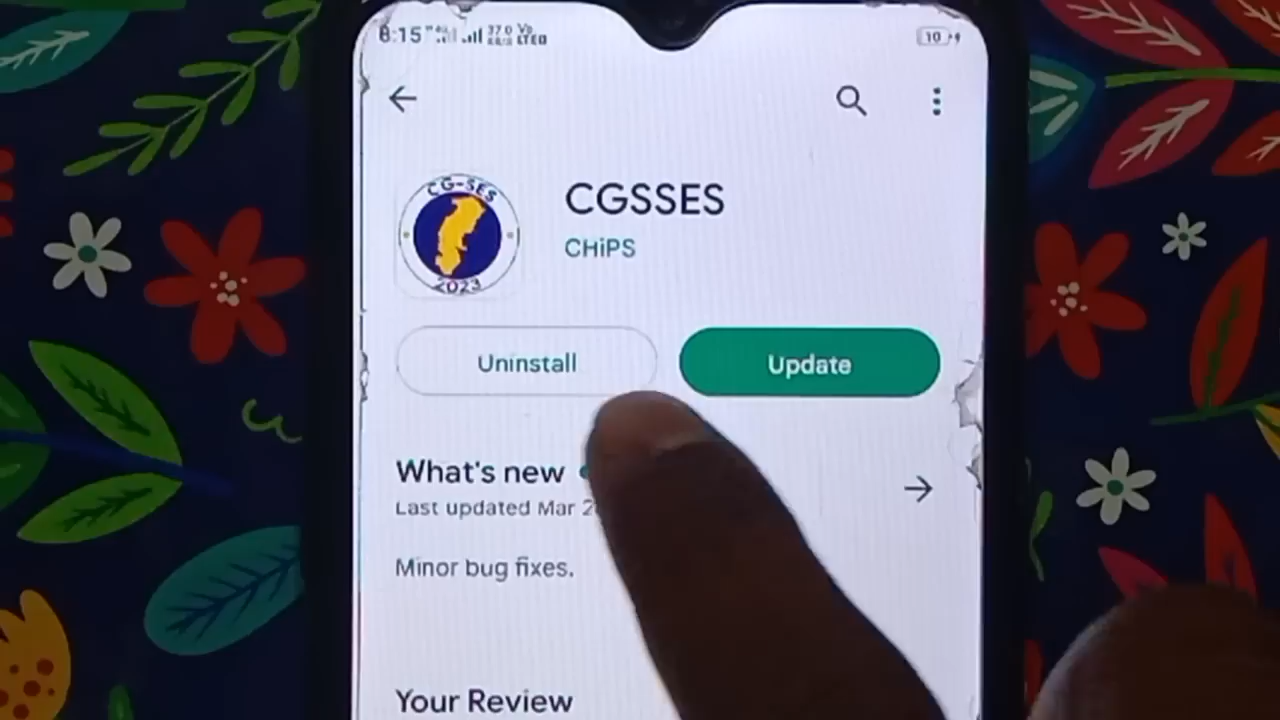 8:15
10
CG-SES
2023
CGSSES
CHiPS
Uninstall
Update
What's new
Last updated Mar
Minor bug fixes.
Your Review